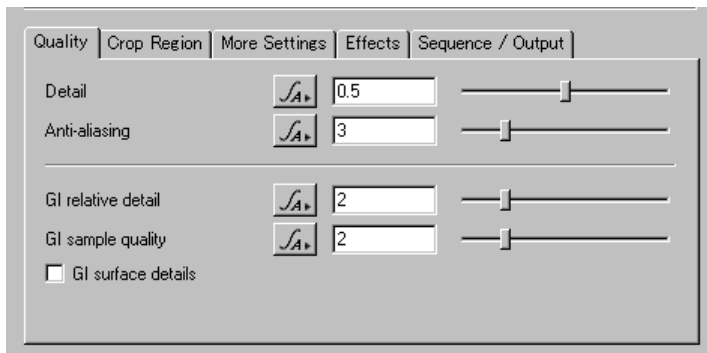 Quality Crop Region More Settings Effects Sequence / Output
Detail 0.5
Anti-aliasing 3
GI relative detail 2
GI sample quality 2
GI surface details